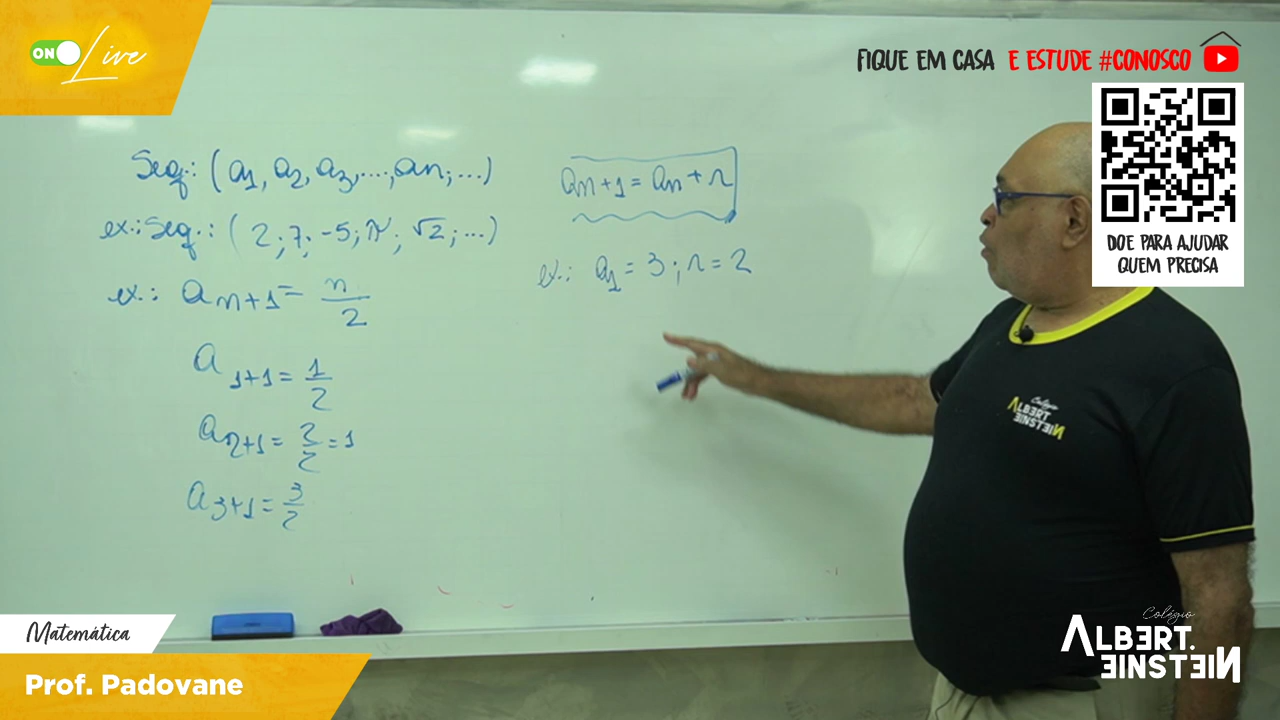 ON Live
FIQUE EM CASA E ESTUDE #CONOSCO
DOE PARA AJUDAR
QUEM PRECISA
Seq.: (a1, a2, a3, ..., an; ...)
ex.: Seq.: (2; 7; -5; π; √2; ...)
ex.: an+1 = n/2
a1+1 = 1/2
a2+1 = 2/2 = 1
a3+1 = 3/2
an+1 = an + r
ex.: a1 = 3; r = 2
Colégio
ALBERT
EINSTEIN
Matemática
Prof. Padovane
Colégio
ALBERT.
EINSTEIN